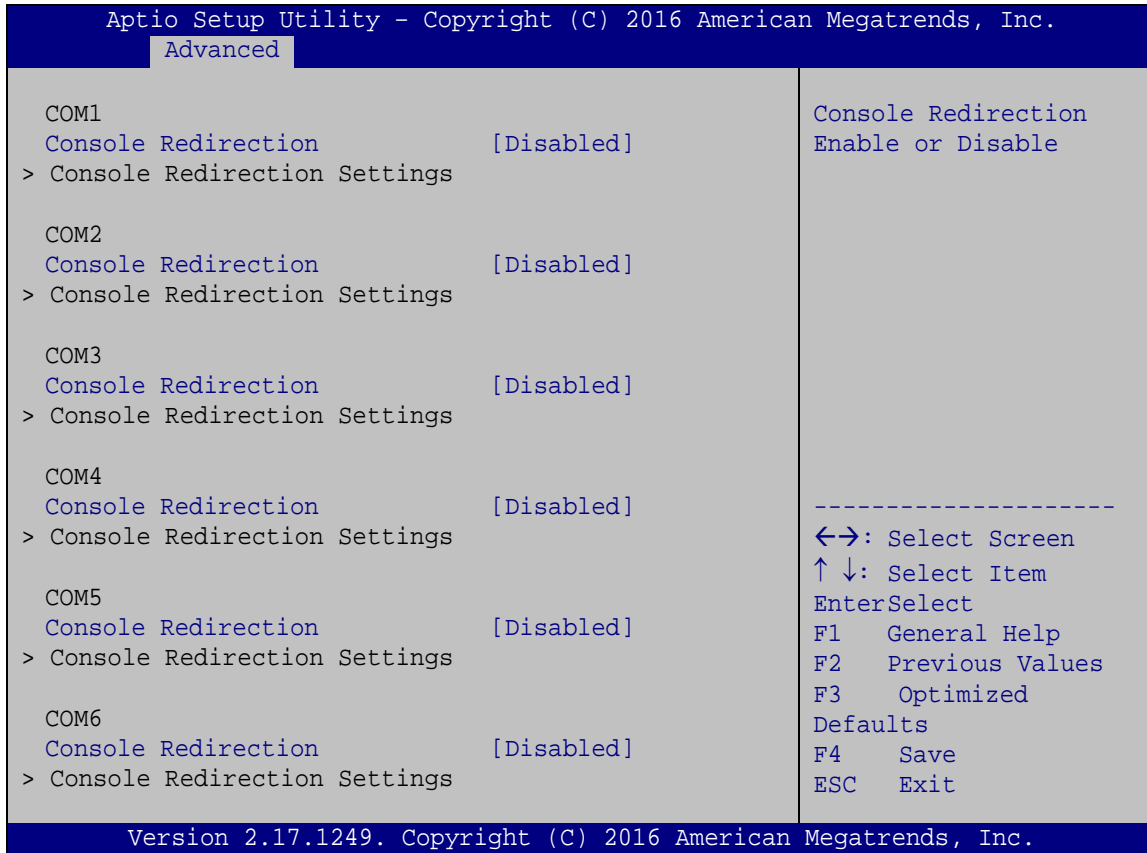 Aptio Setup Utility – Copyright (C) 2016 American Megatrends, Inc.
Advanced
COM1
Console Redirection [Disabled]
> Console Redirection Settings
COM2
Console Redirection [Disabled]
> Console Redirection Settings
COM3
Console Redirection [Disabled]
> Console Redirection Settings
COM4
Console Redirection [Disabled]
> Console Redirection Settings
COM5
Console Redirection [Disabled]
> Console Redirection Settings
COM6
Console Redirection [Disabled]
> Console Redirection Settings
Console Redirection
Enable or Disable
---------------------
←→: Select Screen
↑ ↓: Select Item
EnterSelect
F1 General Help
F2 Previous Values
F3 Optimized
Defaults
F4 Save
ESC Exit
Version 2.17.1249. Copyright (C) 2016 American Megatrends, Inc.